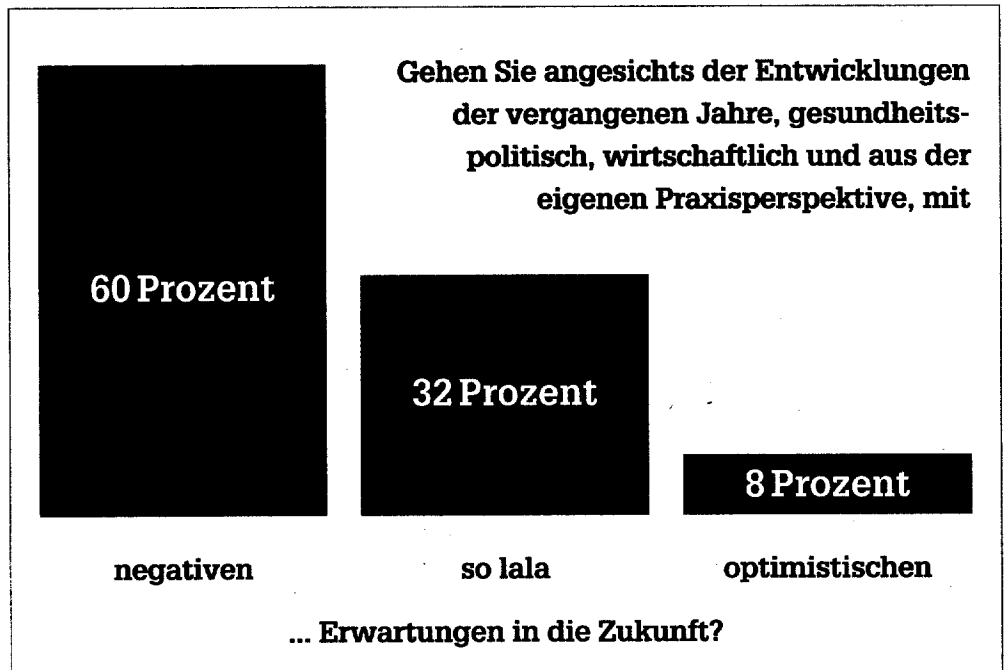 Gehen Sie angesichts der Entwicklungen
der vergangenen Jahre, gesundheits-
politisch, wirtschaftlich und aus der
eigenen Praxisperspektive, mit
60 Prozent
32 Prozent
8 Prozent
negativen
so lala
optimistischen
... Erwartungen in die Zukunft?